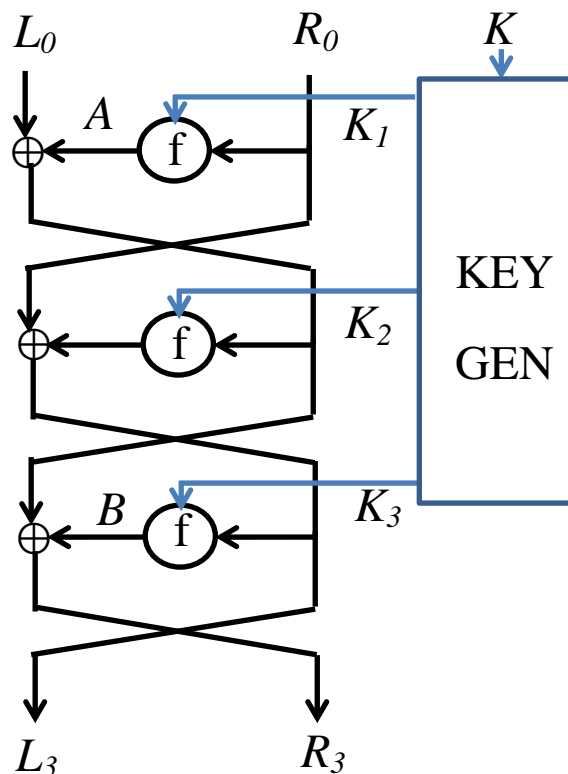 L₀ R₀ K
A f K₁
KEY
f K₂
GEN
B f K₃
L₃ R₃